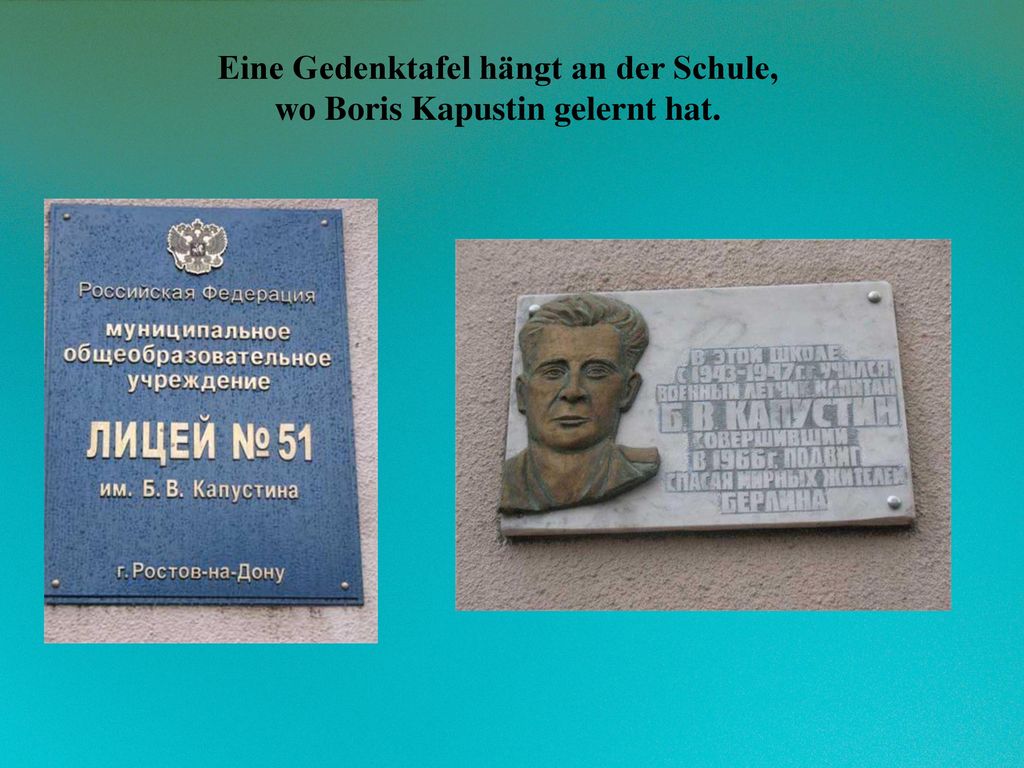 Eine Gedenktafel hängt an der Schule,
wo Boris Kapustin gelernt hat.
Российская Федерация
муниципальное
общеобразовательное
учреждение
ЛИЦЕЙ № 51
им. Б. В. Капустина
г. Ростов-на-Дону
В ЭТОЙ ШКОЛЕ
С 1943-1947г. УЧИЛСЯ
ВОЕННЫЙ ЛЕТЧИК КАПИТАН
Б. В. КАПУСТИН
СОВЕРШИВШИЙ
В 1966г. ПОДВИГ
СПАСАЯ МИРНЫХ ЖИТЕЛЕЙ
БЕРЛИНА